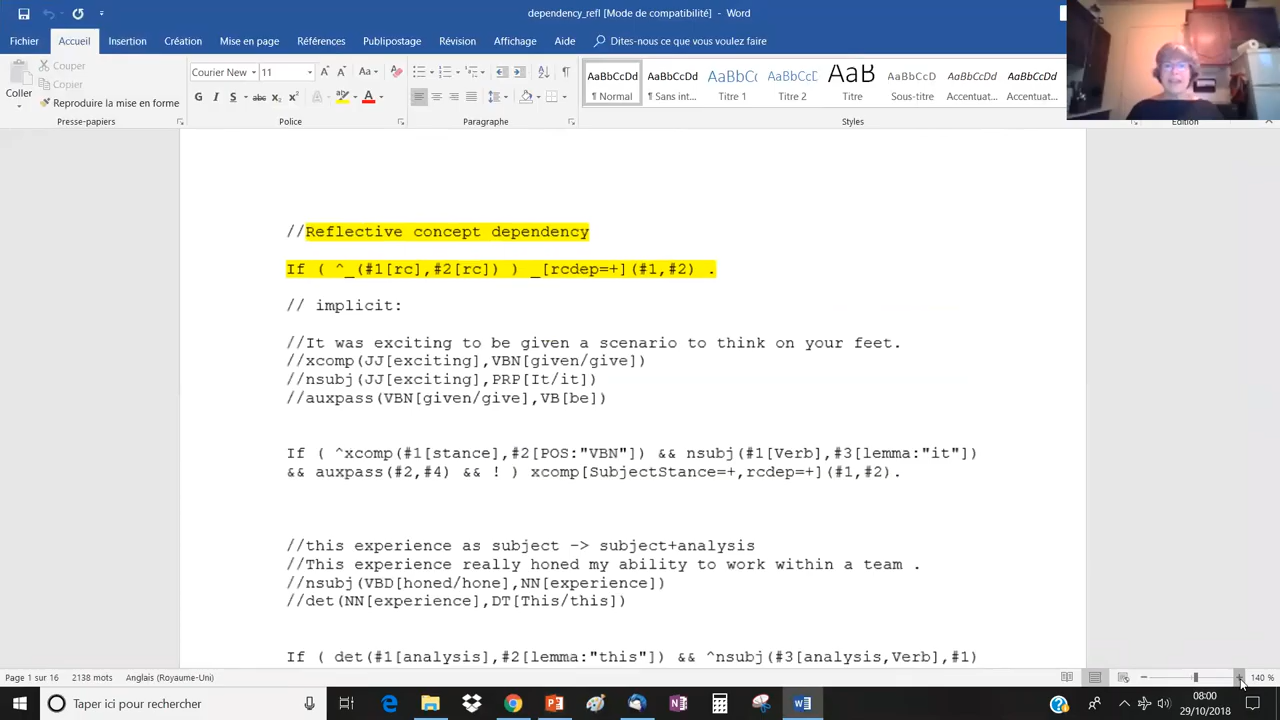 dependency_refl [Mode de compatibilité] - Word
Fichier Accueil Insertion Création Mise en page Références Publipostage Révision Affichage Aide Dites-nous ce que vous voulez faire
Coller
Couper
Copier
Reproduire la mise en forme
Presse-papiers
Courier New 11
Police
Paragraphe
AaBbCcDd AaBbCcDd AaBbCcC AaBbCcC AaB AaBbCcD AaBbCcDd AaBbCcDd
¶ Normal ¶ Sans int... Titre 1 Titre 2 Titre Sous-titre Accentuat... Accentuat...
Styles
Edition
//Reflective concept dependency
If ( ^_(#1[rc],#2[rc]) ) _[rcdep=+](#1,#2) .
// implicit:
//It was exciting to be given a scenario to think on your feet.
//xcomp(JJ[exciting],VBN[given/give])
//nsubj(JJ[exciting],PRP[It/it])
//auxpass(VBN[given/give],VB[be])
If ( ^xcomp(#1[stance],#2[POS:"VBN"]) && nsubj(#1[Verb],#3[lemma:"it"])
&& auxpass(#2,#4) && ! ) xcomp[SubjectStance=+,rcdep=+](#1,#2).
//this experience as subject -> subject+analysis
//This experience really honed my ability to work within a team .
//nsubj(VBD[honed/hone],NN[experience])
//det(NN[experience],DT[This/this])
If ( det(#1[analysis],#2[lemma:"this"]) && ^nsubj(#3[analysis,Verb],#1)
Page 1 sur 16 2138 mots Anglais (Royaume-Uni) 140 %
Taper ici pour rechercher
08:00
29/10/2018